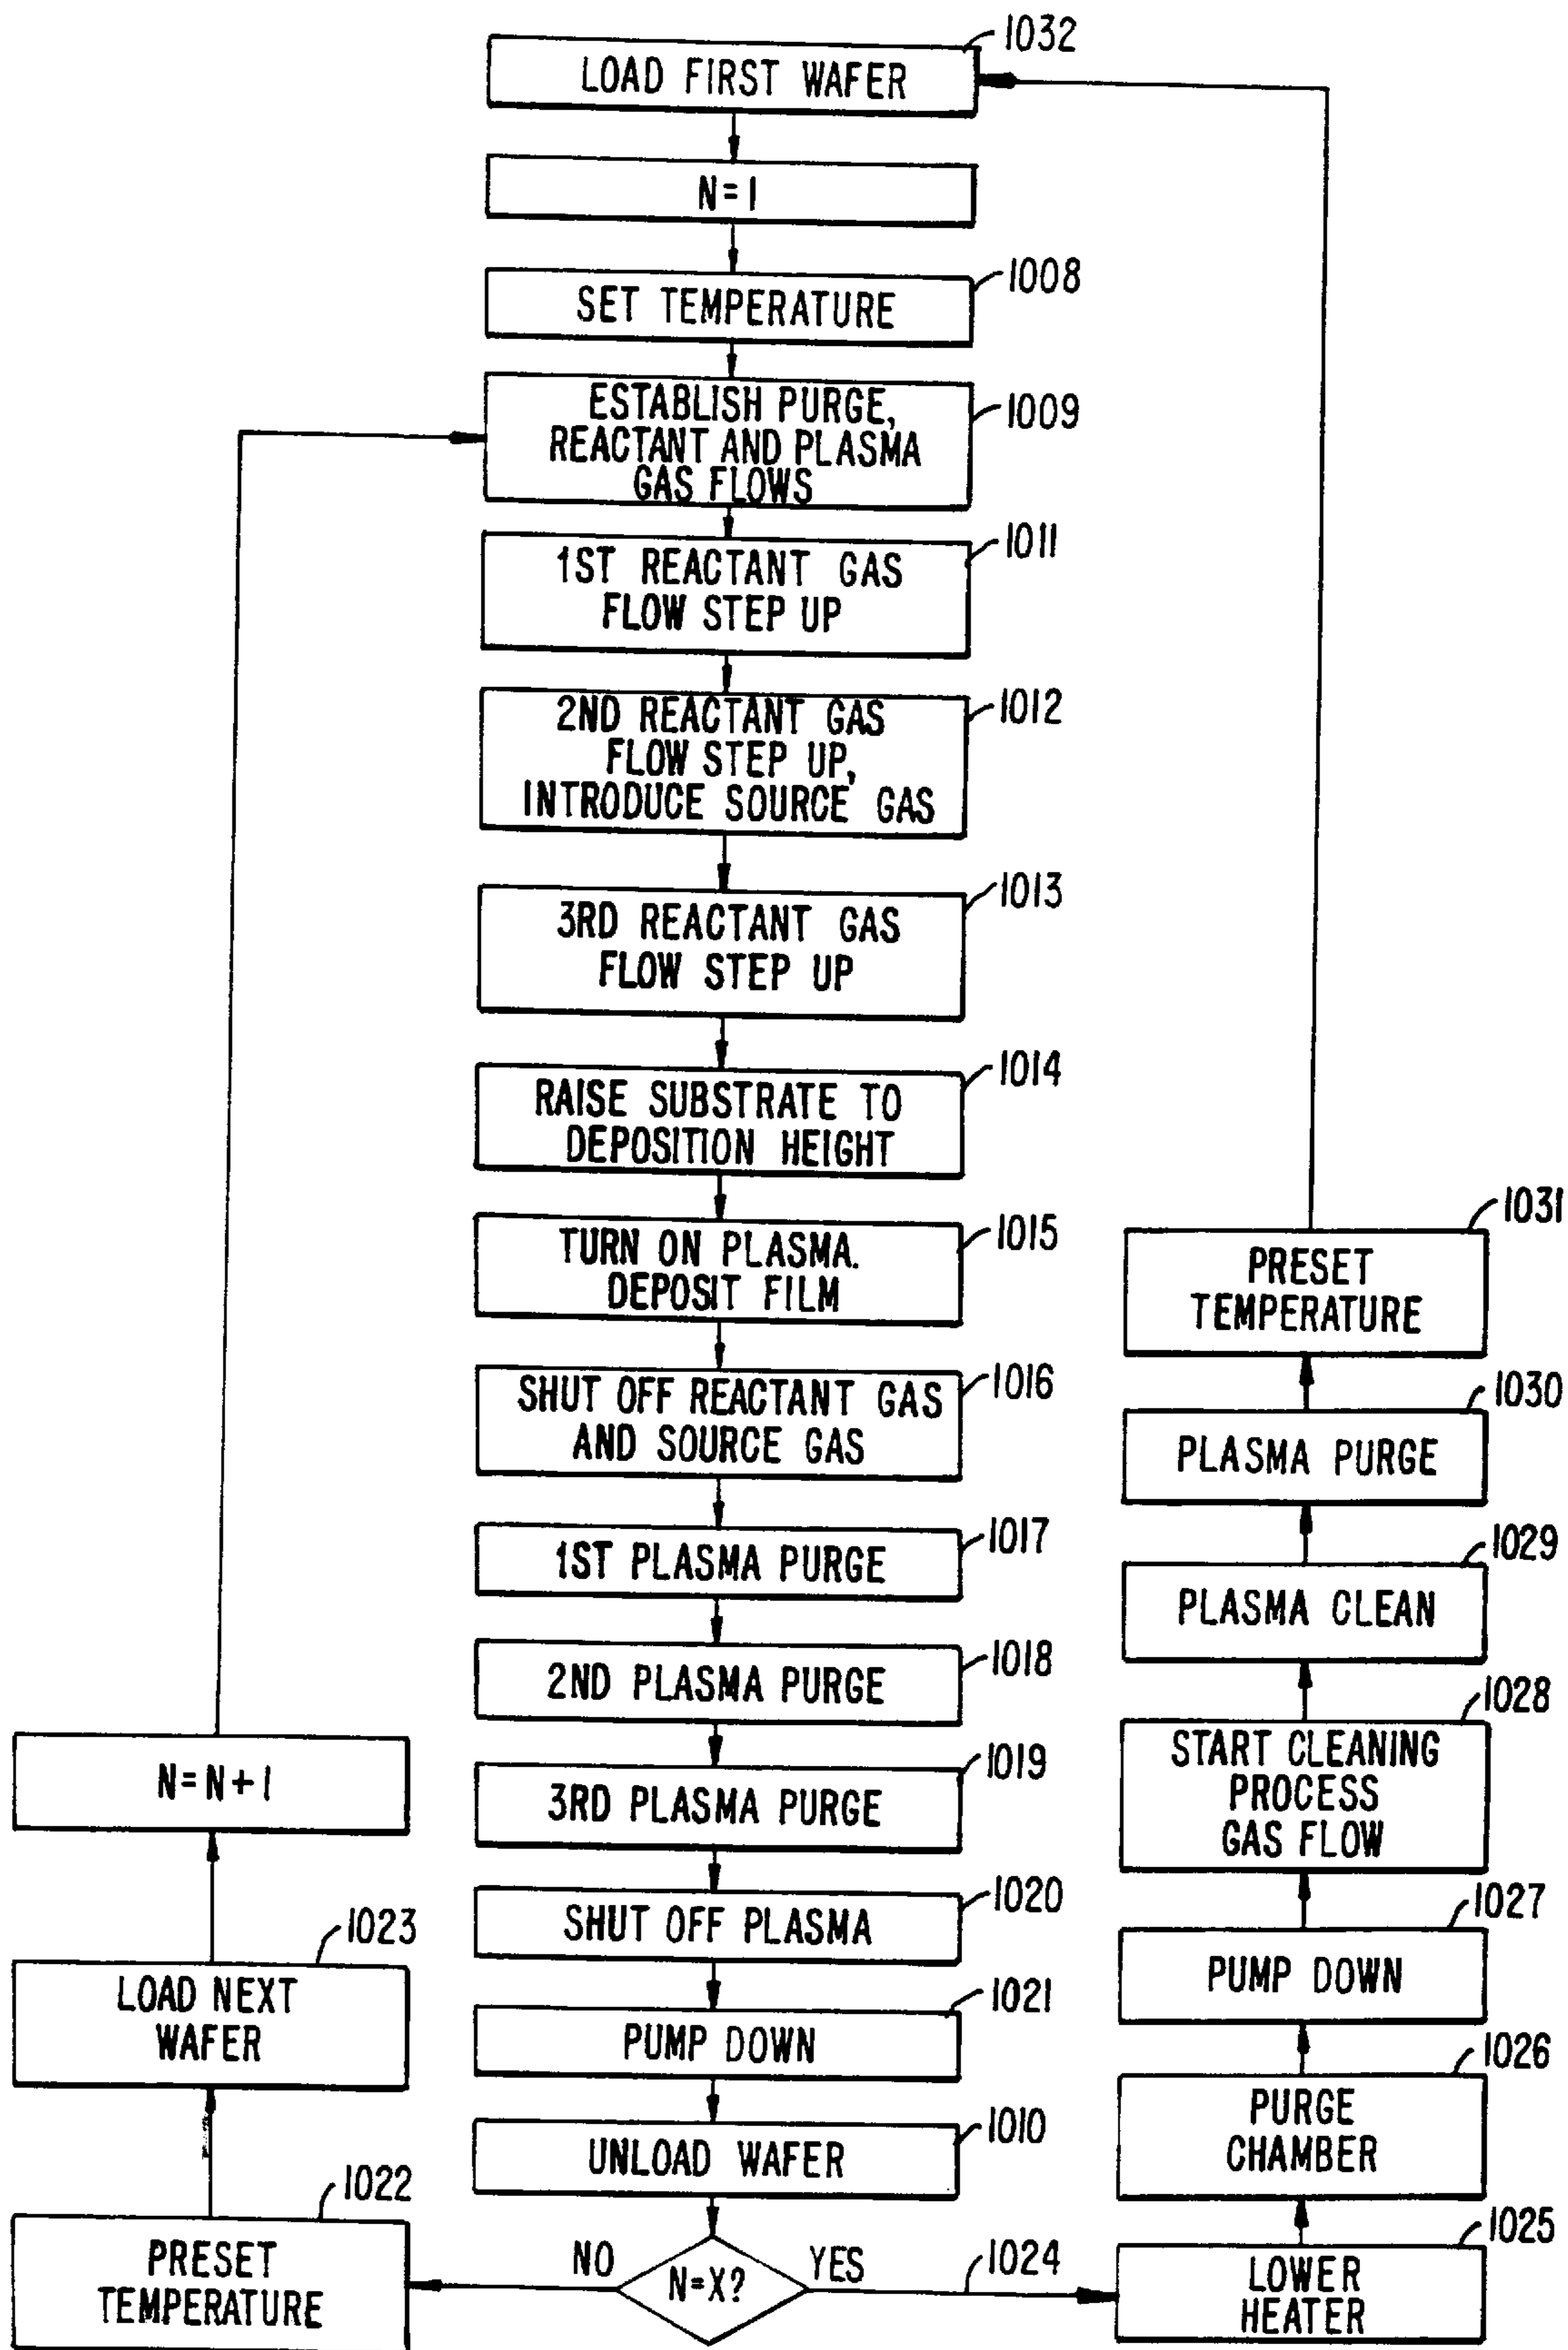 1032
LOAD FIRST WAFER
N=1
1008
SET TEMPERATURE
1009
ESTABLISH PURGE,
REACTANT AND PLASMA
GAS FLOWS
1011
1ST REACTANT GAS
FLOW STEP UP
1012
2ND REACTANT GAS
FLOW STEP UP,
INTRODUCE SOURCE GAS
1013
3RD REACTANT GAS
FLOW STEP UP
1014
RAISE SUBSTRATE TO
DEPOSITION HEIGHT
1015
TURN ON PLASMA.
DEPOSIT FILM
1016
SHUT OFF REACTANT GAS
AND SOURCE GAS
1017
1ST PLASMA PURGE
1018
2ND PLASMA PURGE
1019
3RD PLASMA PURGE
1020
SHUT OFF PLASMA
1021
PUMP DOWN
1010
UNLOAD WAFER
N=X?
NO
1022
PRESET
TEMPERATURE
1023
LOAD NEXT
WAFER
N=N+1
YES
1024
1025
LOWER
HEATER
1026
PURGE
CHAMBER
1027
PUMP DOWN
1028
START CLEANING
PROCESS
GAS FLOW
1029
PLASMA CLEAN
1030
PLASMA PURGE
1031
PRESET
TEMPERATURE